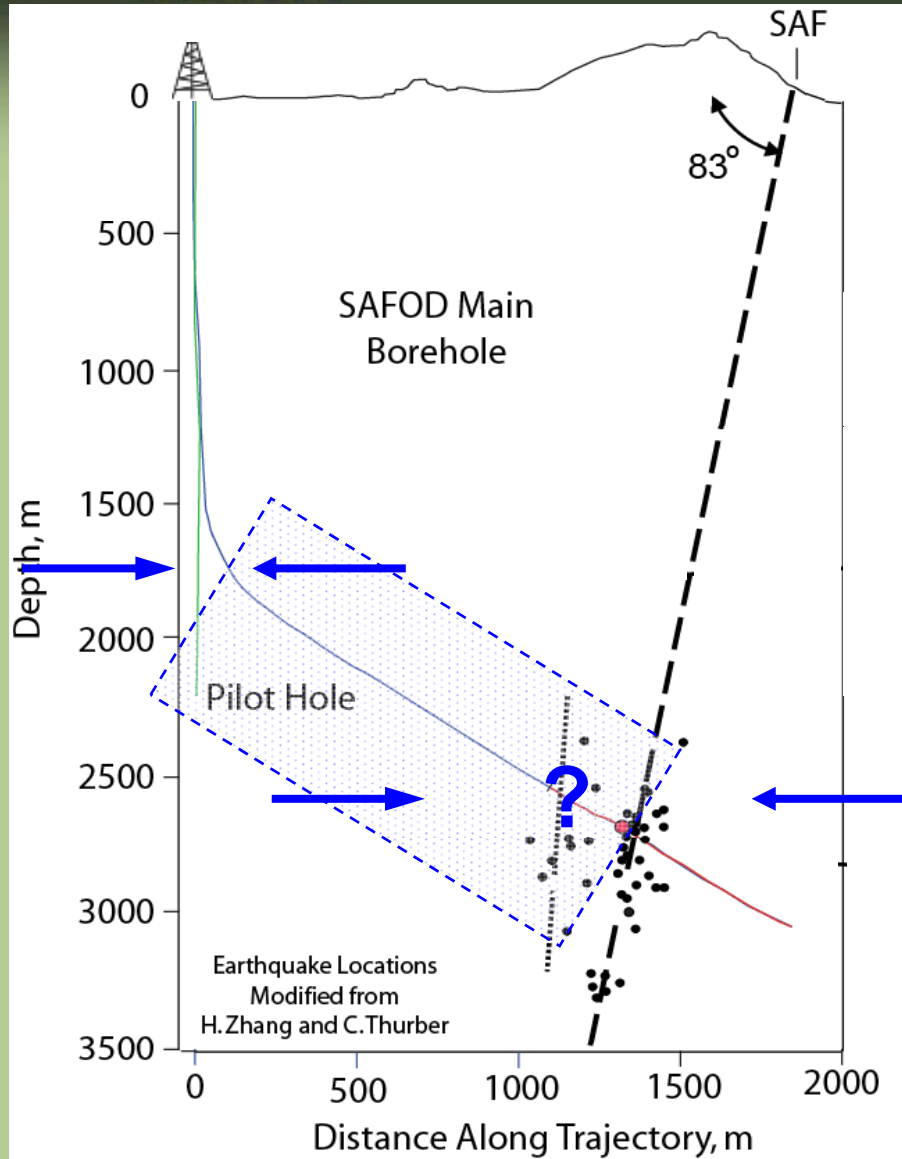 SAF
0
83°
500
SAFOD Main
Borehole
1000
1500
Depth, m
2000
Pilot Hole
2500
?
3000
Earthquake Locations
Modified from
H.Zhang and C.Thurber
3500
0
500
1000
1500
2000
Distance Along Trajectory, m